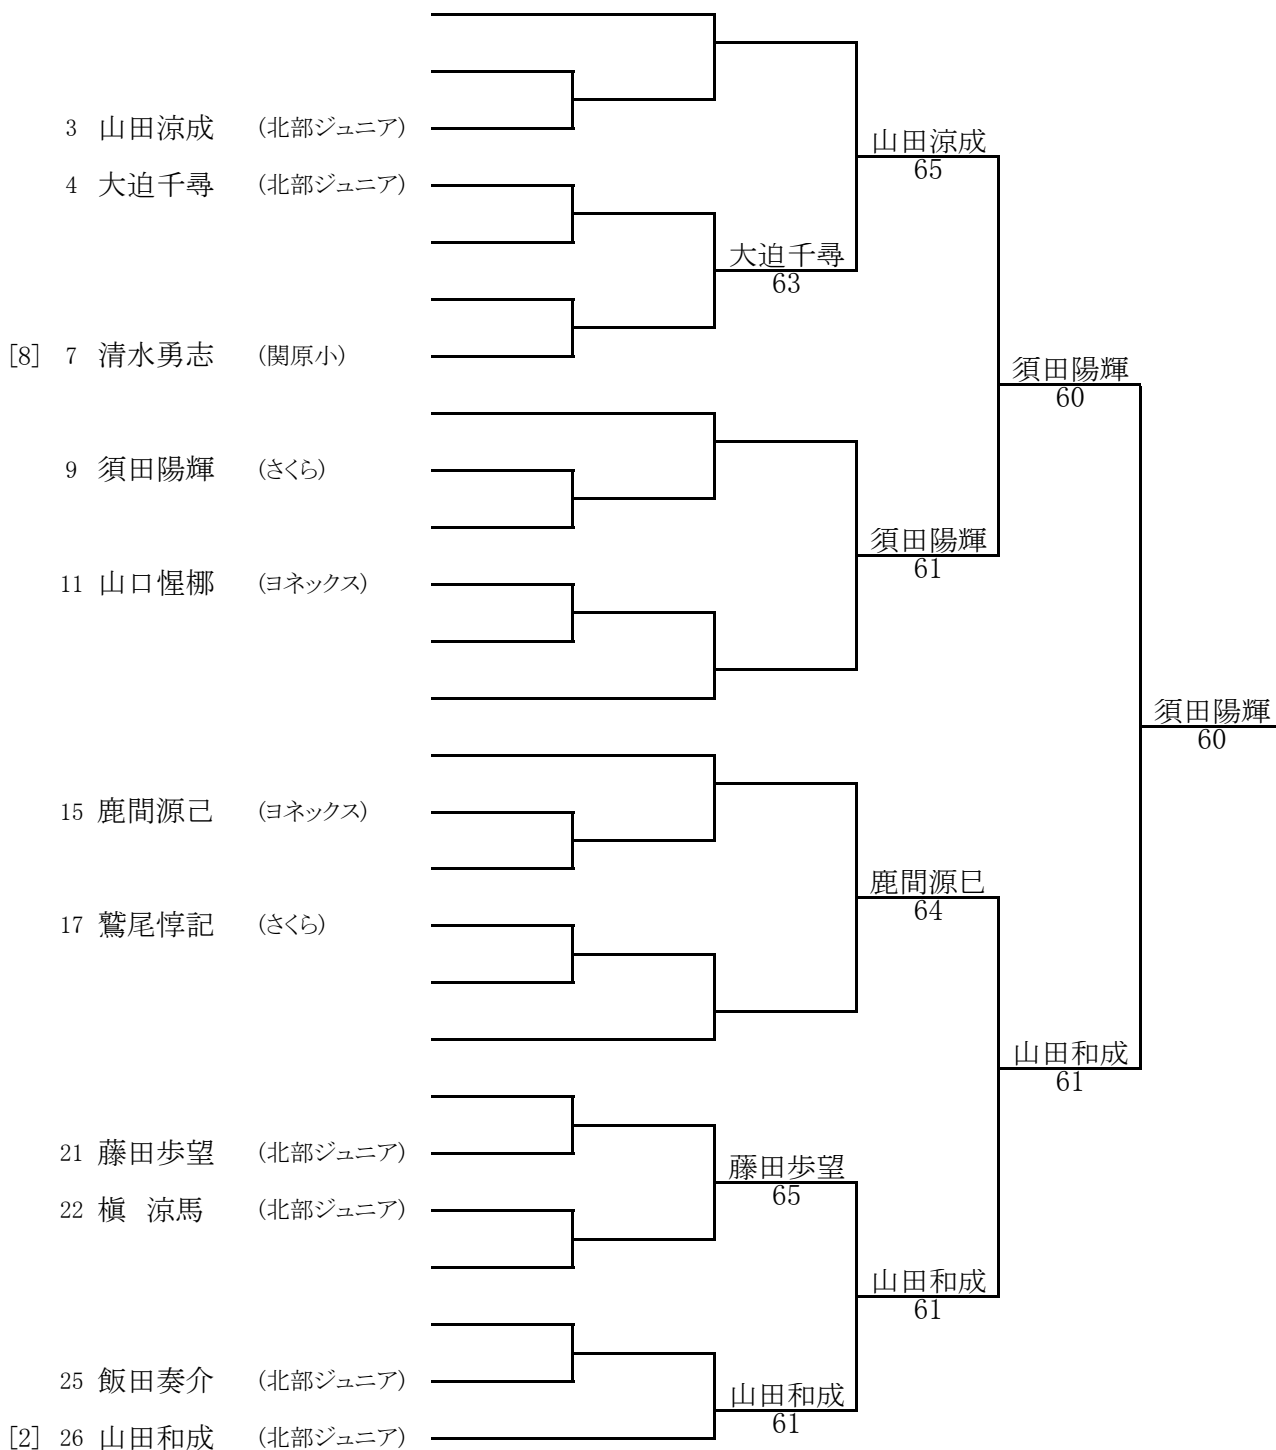 3 山田涼成 (北部ジュニア)
山田涼成
65
4 大迫千尋 (北部ジュニア)
大迫千尋
63
[8] 7 清水勇志 (関原小)
須田陽輝
60
9 須田陽輝 (さくら)
須田陽輝
61
11 山口惺梛 (ヨネックス)
須田陽輝
60
15 鹿間源己 (ヨネックス)
鹿間源巳
64
17 鷲尾惇記 (さくら)
山田和成
61
21 藤田歩望 (北部ジュニア)
藤田歩望
65
22 槇 涼馬 (北部ジュニア)
山田和成
61
25 飯田奏介 (北部ジュニア)
山田和成
61
[2] 26 山田和成 (北部ジュニア)